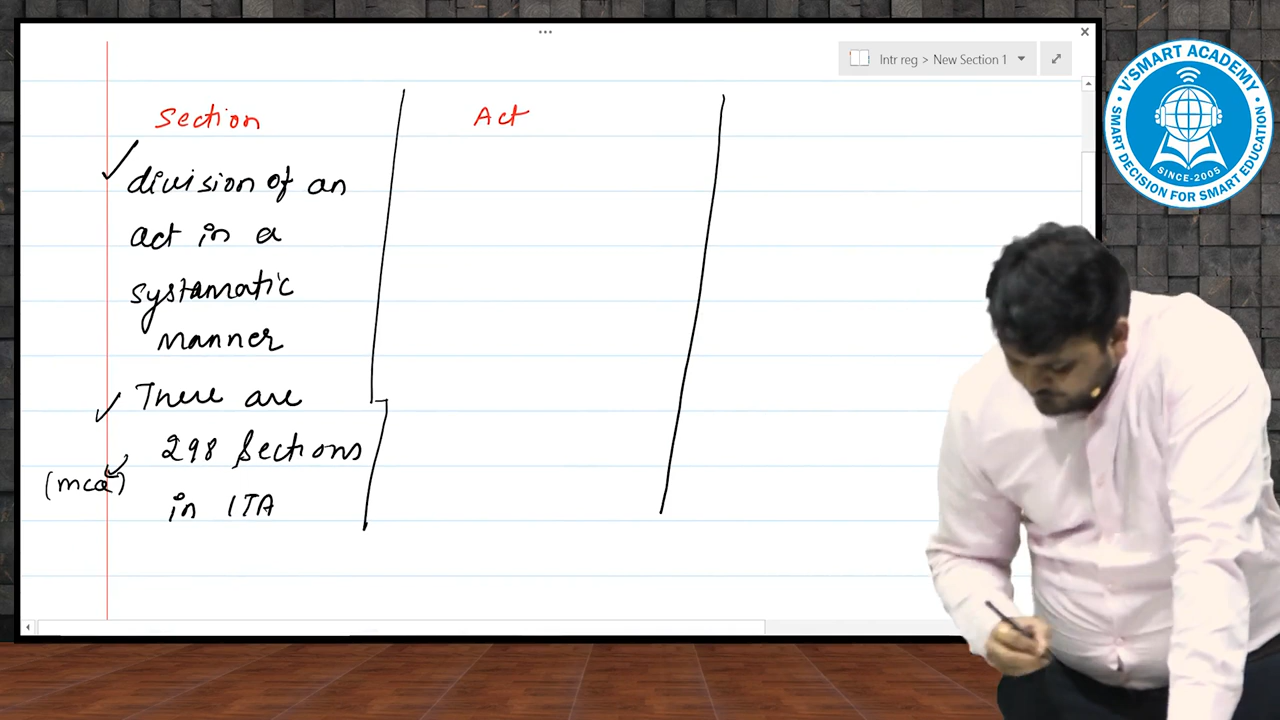 Intr reg > New Section 1
Section
division of an
act in a
systamatic
manner
There are
298 Sections
(mca)
in ITA
Act
V'SMART ACADEMY
SINCE-2005
SMART DECISION FOR SMART EDUCATION